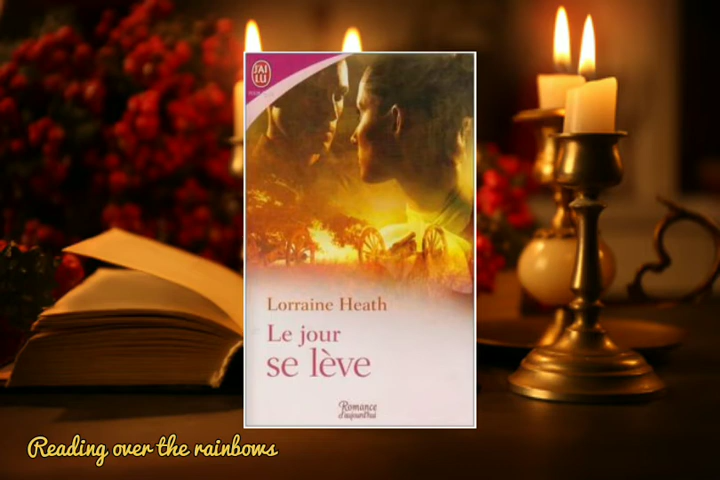 J'AI
LU
Lorraine Heath
Le jour
se lève
Romance
d'aujourd'hui
Reading over the rainbows